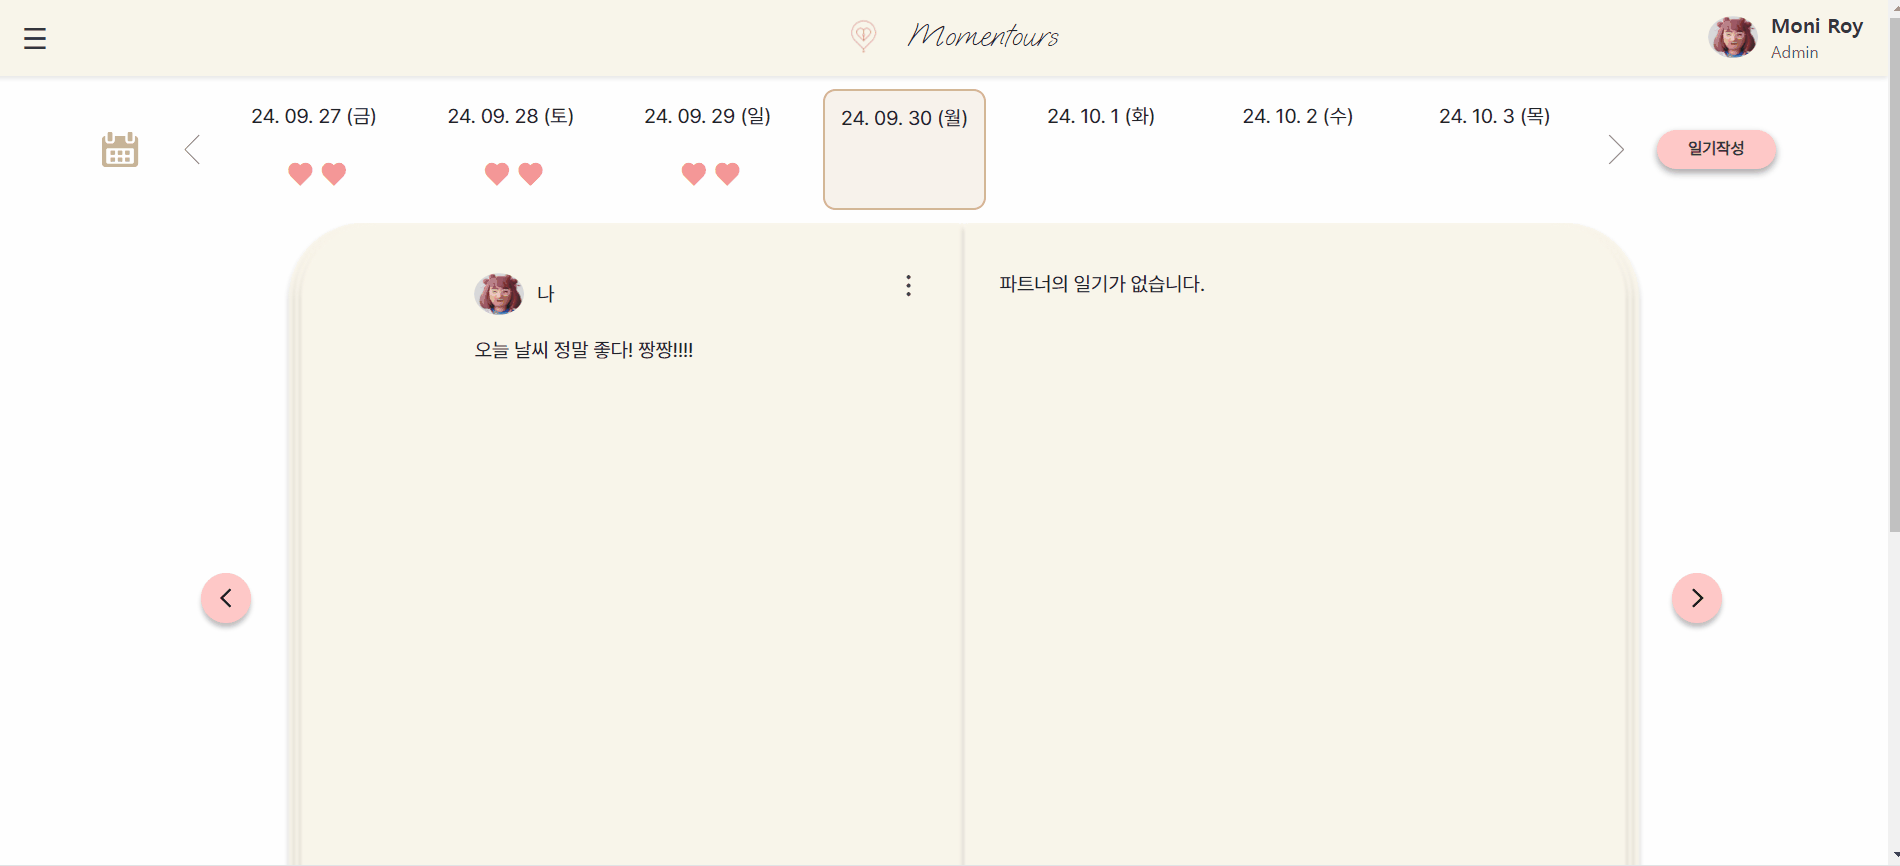 Momentours
Moni Roy
Admin
24. 09. 27 (금)
24. 09. 28 (토)
24. 09. 29 (일)
24. 09. 30 (월)
24. 10. 1 (화)
24. 10. 2 (수)
24. 10. 3 (목)
일기작성
나
오늘 날씨 정말 좋다! 짱짱!!!!
파트너의 일기가 없습니다.